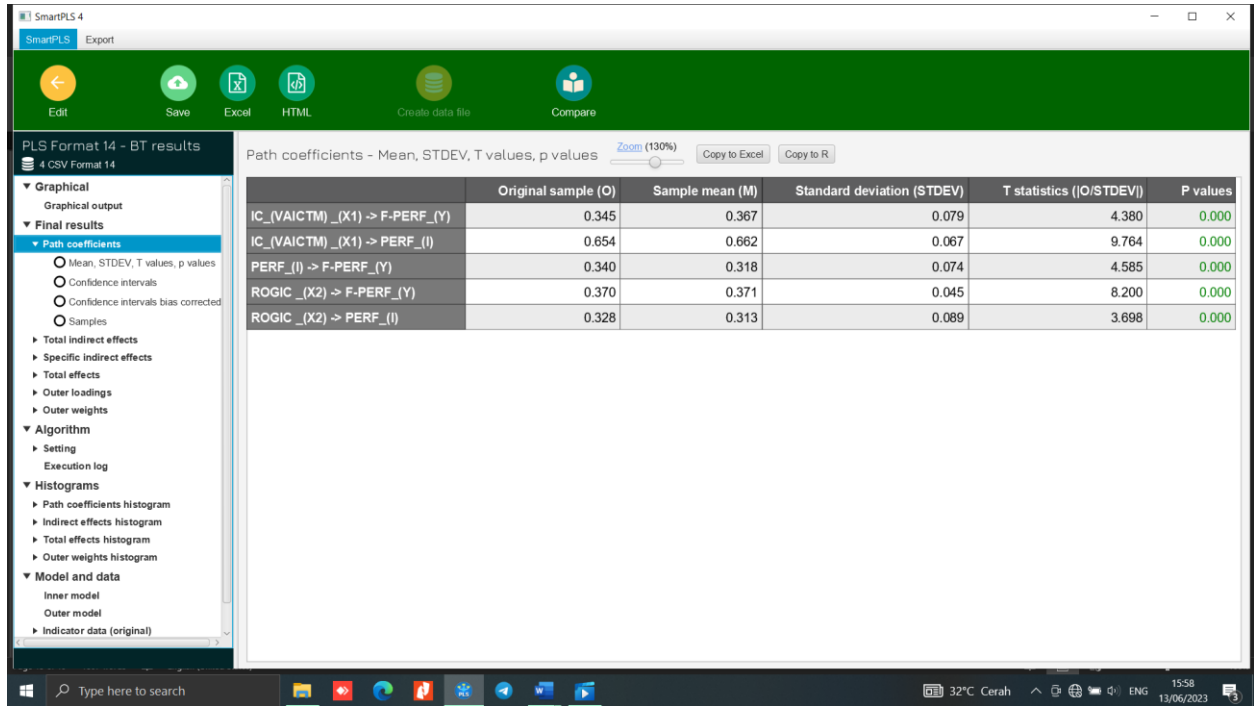 SmartPLS 4
SmartPLS Export
Edit Save Excel HTML Create data file Compare
PLS Format 14 - BT results
4 CSV Format 14
Graphical
Graphical output
Final results
Path coefficients
Mean, STDEV, T values, p values
Confidence intervals
Confidence intervals bias corrected
Samples
Total indirect effects
Specific indirect effects
Total effects
Outer loadings
Outer weights
Algorithm
Setting
Execution log
Histograms
Path coefficients histogram
Indirect effects histogram
Total effects histogram
Outer weights histogram
Model and data
Inner model
Outer model
Indicator data (original)
Path coefficients - Mean, STDEV, T values, p values Zoom (130%) Copy to Excel Copy to R
Original sample (O) Sample mean (M) Standard deviation (STDEV) T statistics (|O/STDEV|) P values
IC_(VAICTM) _(X1) -> F-PERF_(Y) 0.345 0.367 0.079 4.380 0.000
IC_(VAICTM) _(X1) -> PERF_(I) 0.654 0.662 0.067 9.764 0.000
PERF_(I) -> F-PERF_(Y) 0.340 0.318 0.074 4.585 0.000
ROGIC _(X2) -> F-PERF_(Y) 0.370 0.371 0.045 8.200 0.000
ROGIC _(X2) -> PERF_(I) 0.328 0.313 0.089 3.698 0.000
Type here to search
32°C Cerah ENG
15:58
13/06/2023